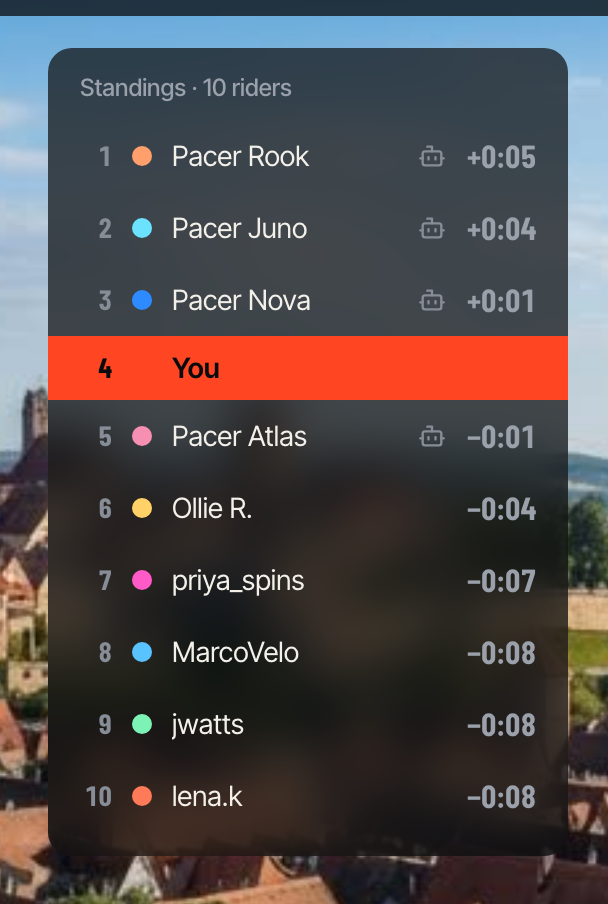 Standings · 10 riders
1 Pacer Rook +0:05
2 Pacer Juno +0:04
3 Pacer Nova +0:01
4 You
5 Pacer Atlas −0:01
6 Ollie R. −0:04
7 priya_spins −0:07
8 MarcoVelo −0:08
9 jwatts −0:08
10 lena.k −0:08